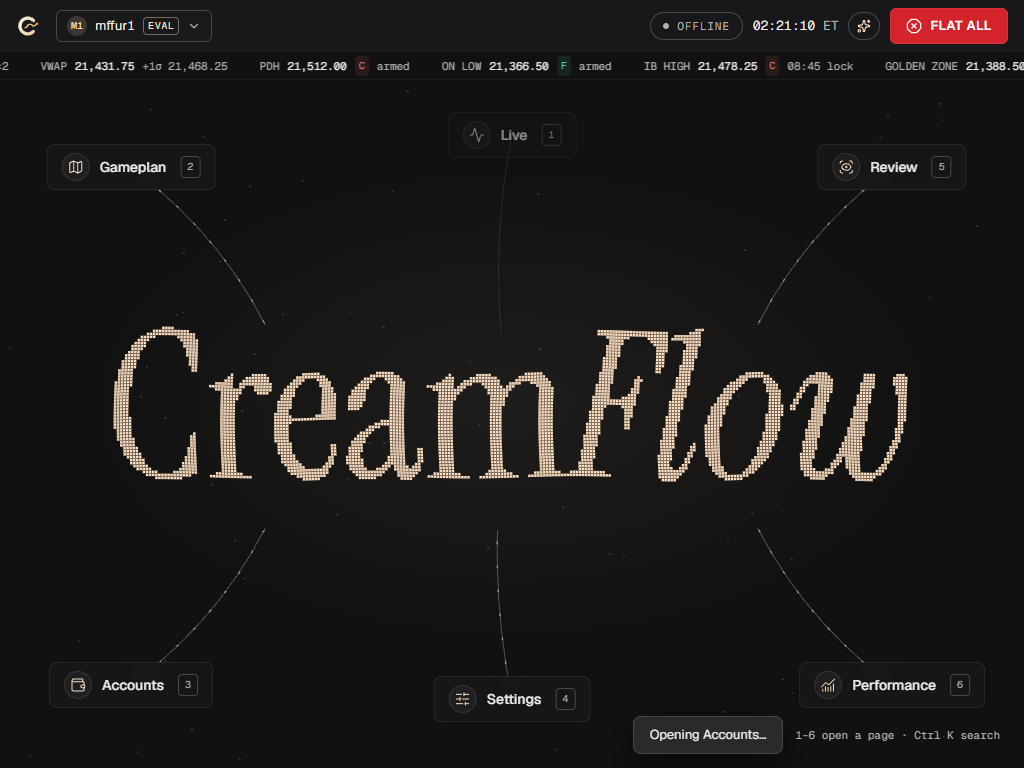 M1 mffur1 EVAL
OFFLINE 02:21:10 ET FLAT ALL
VWAP 21,431.75 +1σ 21,468.25 PDH 21,512.00 C armed ON LOW 21,366.50 F armed IB HIGH 21,478.25 C 08:45 lock GOLDEN ZONE 21,388.50
Live 1
Gameplan 2
Review 5
CreamFlow
Accounts 3
Settings 4
Performance 6
Opening Accounts…
1–6 open a page · Ctrl K search